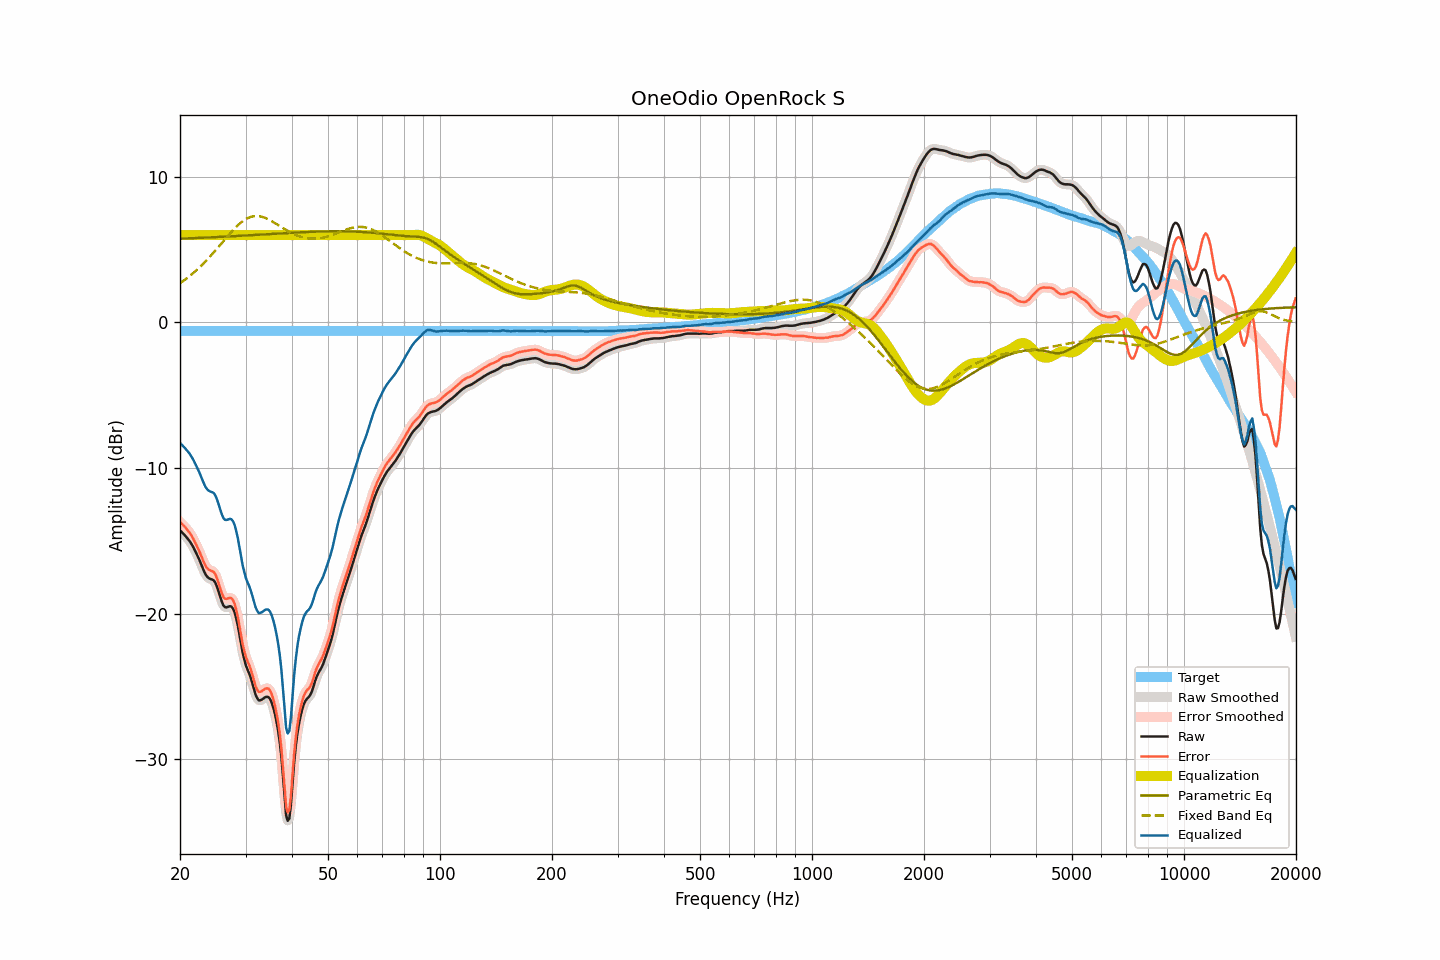 OneOdio OpenRock S
Amplitude (dBr)
10
0
−10
−20
−30
20
50
100
200
500
1000
2000
5000
10000
20000
Frequency (Hz)
Target
Raw Smoothed
Error Smoothed
Raw
Error
Equalization
Parametric Eq
Fixed Band Eq
Equalized